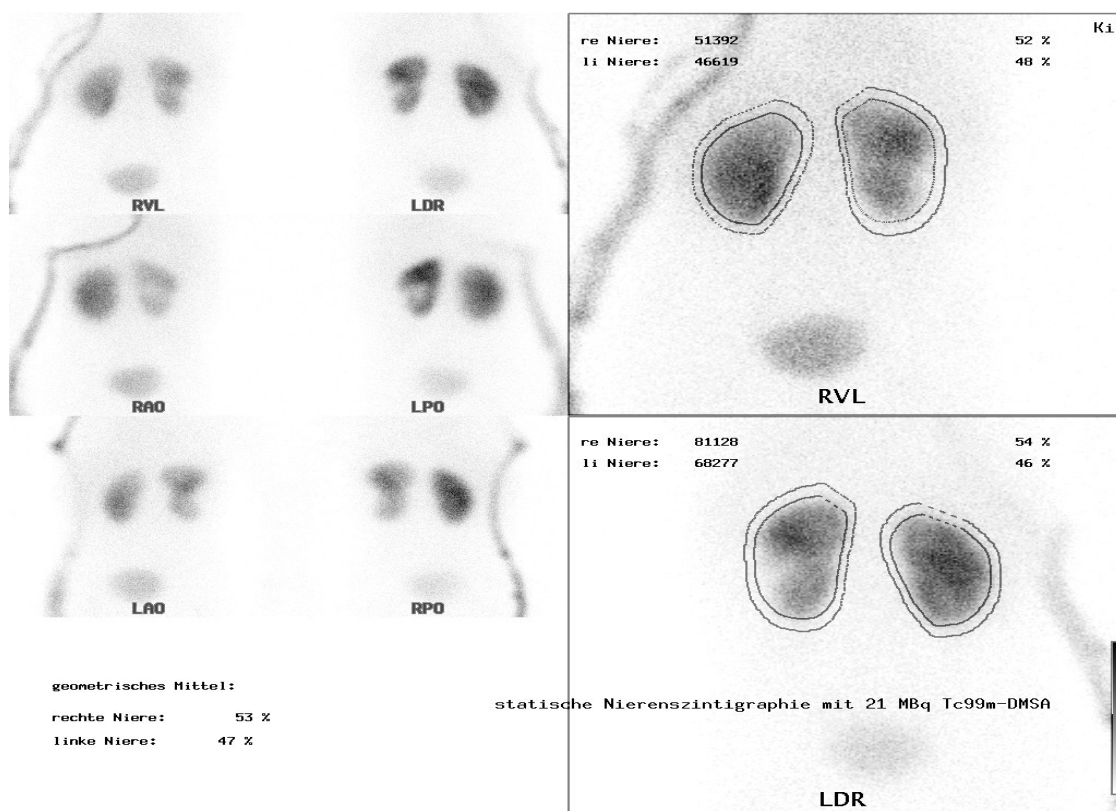 RVL
LDR
RAO
LPO
LAO
RPO
geometrisches Mittel:
rechte Niere: 53 %
linke Niere: 47 %
Ki
re Niere: 51392 52 %
li Niere: 46619 48 %
RVL
re Niere: 81128 54 %
li Niere: 68277 46 %
statische Nierenszintigraphie mit 21 MBq Tc99m-DMSA
LDR